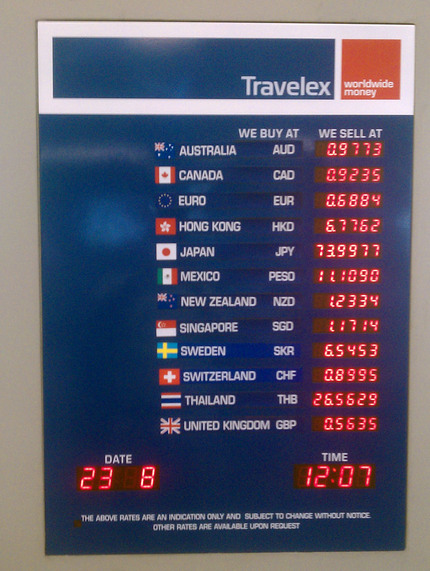 Travelex
worldwide
money
WE BUY AT WE SELL AT
AUSTRALIA AUD 0.9773
CANADA CAD 0.9235
EURO EUR 0.6884
HONG KONG HKD 6.7762
JAPAN JPY 73.9977
MEXICO PESO 11.1090
NEW ZEALAND NZD 1.2334
SINGAPORE SGD 1.1714
SWEDEN SKR 6.5453
SWITZERLAND CHF 0.8995
THAILAND THB 26.5629
UNITED KINGDOM GBP 0.5635
DATE TIME
23 8 12:07
THE ABOVE RATES ARE AN INDICATION ONLY AND SUBJECT TO CHANGE WITHOUT NOTICE.
OTHER RATES ARE AVAILABLE UPON REQUEST